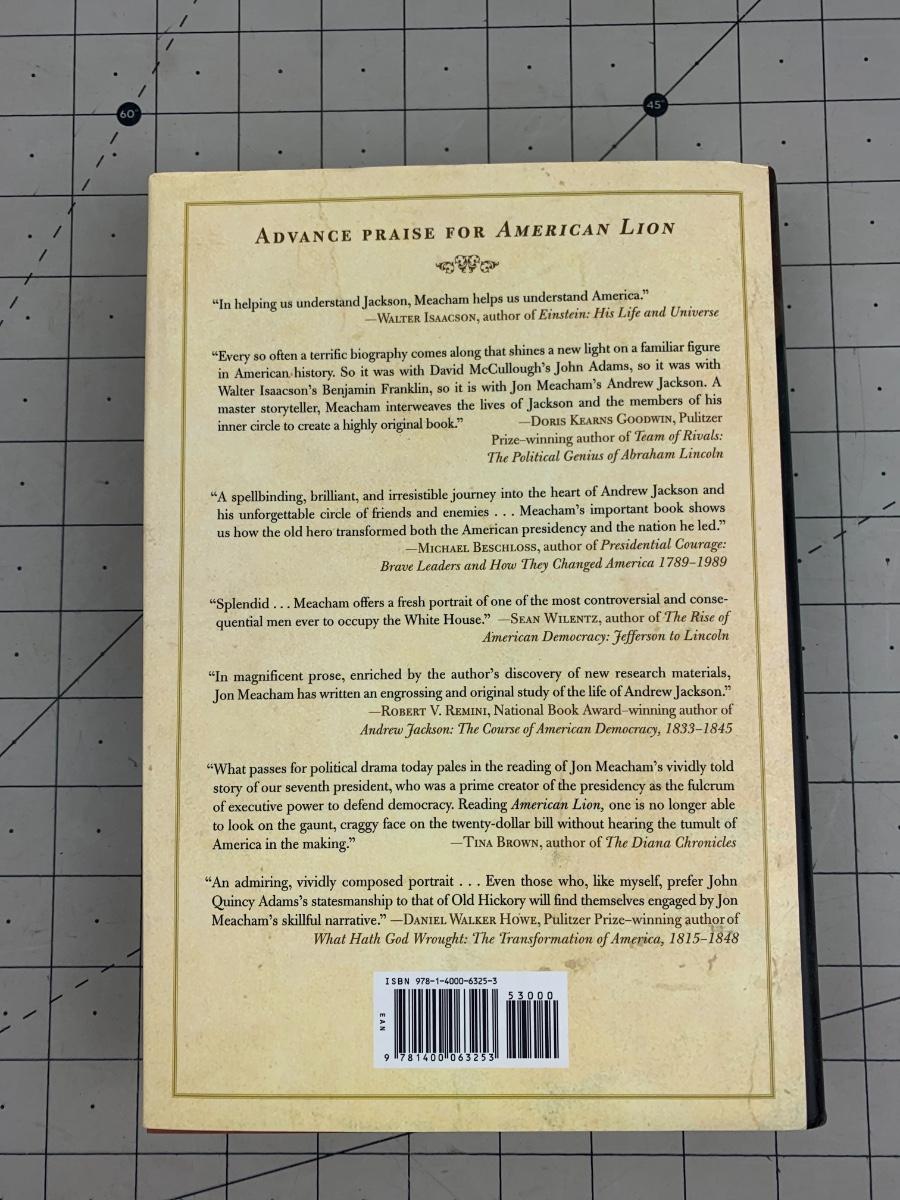 60°
45°
ADVANCE PRAISE FOR AMERICAN LION
“In helping us understand Jackson, Meacham helps us understand America.”
—WALTER ISAACSON, author of Einstein: His Life and Universe
“Every so often a terrific biography comes along that shines a new light on a familiar figure
in American history. So it was with David McCullough’s John Adams, so it was with
Walter Isaacson’s Benjamin Franklin, so it is with Jon Meacham’s Andrew Jackson. A
master storyteller, Meacham interweaves the lives of Jackson and the members of his
inner circle to create a highly original book.” —DORIS KEARNS GOODWIN, Pulitzer
Prize–winning author of Team of Rivals:
The Political Genius of Abraham Lincoln
“A spellbinding, brilliant, and irresistible journey into the heart of Andrew Jackson and
his unforgettable circle of friends and enemies . . . Meacham’s important book shows
us how the old hero transformed both the American presidency and the nation he led.”
—MICHAEL BESCHLOSS, author of Presidential Courage:
Brave Leaders and How They Changed America 1789–1989
“Splendid . . . Meacham offers a fresh portrait of one of the most controversial and conse-
quential men ever to occupy the White House.” —SEAN WILENTZ, author of The Rise of
American Democracy: Jefferson to Lincoln
“In magnificent prose, enriched by the author’s discovery of new research materials,
Jon Meacham has written an engrossing and original study of the life of Andrew Jackson.”
—ROBERT V. REMINI, National Book Award–winning author of
Andrew Jackson: The Course of American Democracy, 1833–1845
“What passes for political drama today pales in the reading of Jon Meacham’s vividly told
story of our seventh president, who was a prime creator of the presidency as the fulcrum
of executive power to defend democracy. Reading American Lion, one is no longer able
to look on the gaunt, craggy face on the twenty-dollar bill without hearing the tumult of
America in the making.” —TINA BROWN, author of The Diana Chronicles
“An admiring, vividly composed portrait . . . Even those who, like myself, prefer John
Quincy Adams’s statesmanship to that of Old Hickory will find themselves engaged by Jon
Meacham’s skillful narrative.” —DANIEL WALKER HOWE, Pulitzer Prize–winning author of
What Hath God Wrought: The Transformation of America, 1815–1848
ISBN 978-1-4000-6325-3
53000
EAN
9 781400 063253